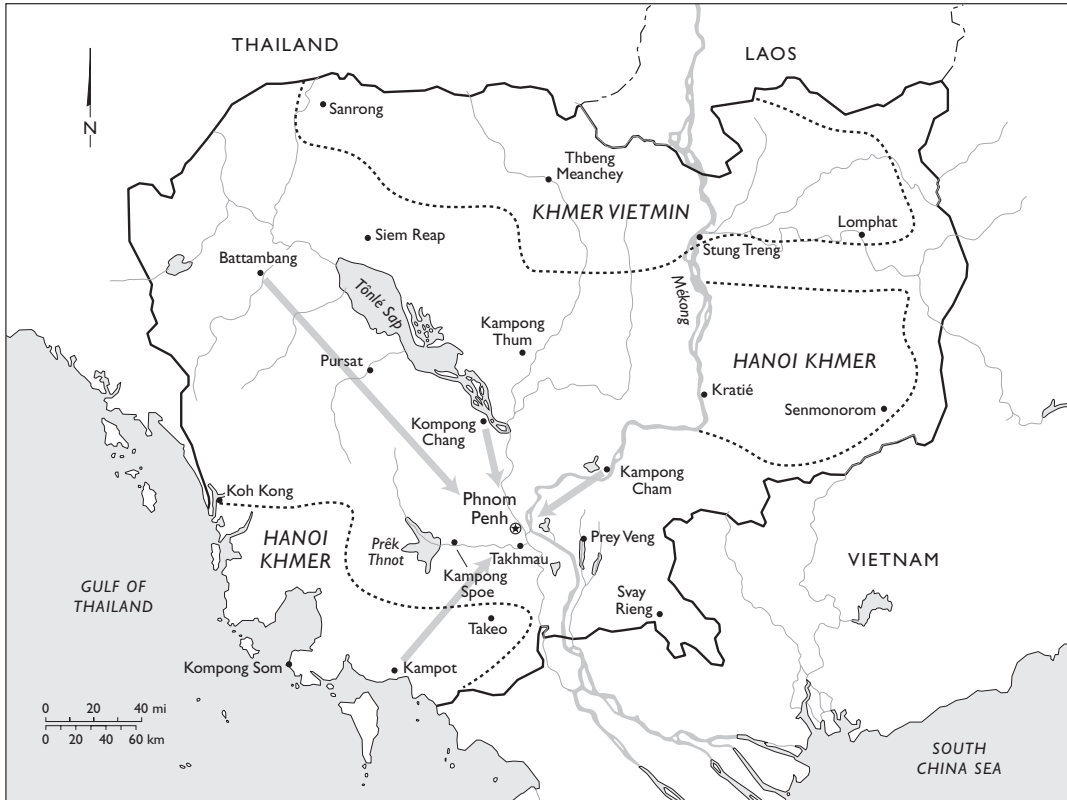 THAILAND
LAOS
N
Sanrong
Thbeng
Meanchey
KHMER VIETMIN
Lomphat
Siem Reap
Stung Treng
Battambang
Tônlé Sap
Mékong
Kampong
Thum
HANOI KHMER
Pursat
Kratié
Senmonorom
Kompong
Chang
Kampong
Cham
Koh Kong
Phnom
Penh
HANOI
KHMER
Prêk
Thnot
Takhmau
Prey Veng
VIETNAM
Kampong
Spoe
GULF OF
THAILAND
Svay
Rieng
Takeo
Kompong Som
Kampot
0 20 40 mi
0 20 40 60 km
SOUTH
CHINA SEA